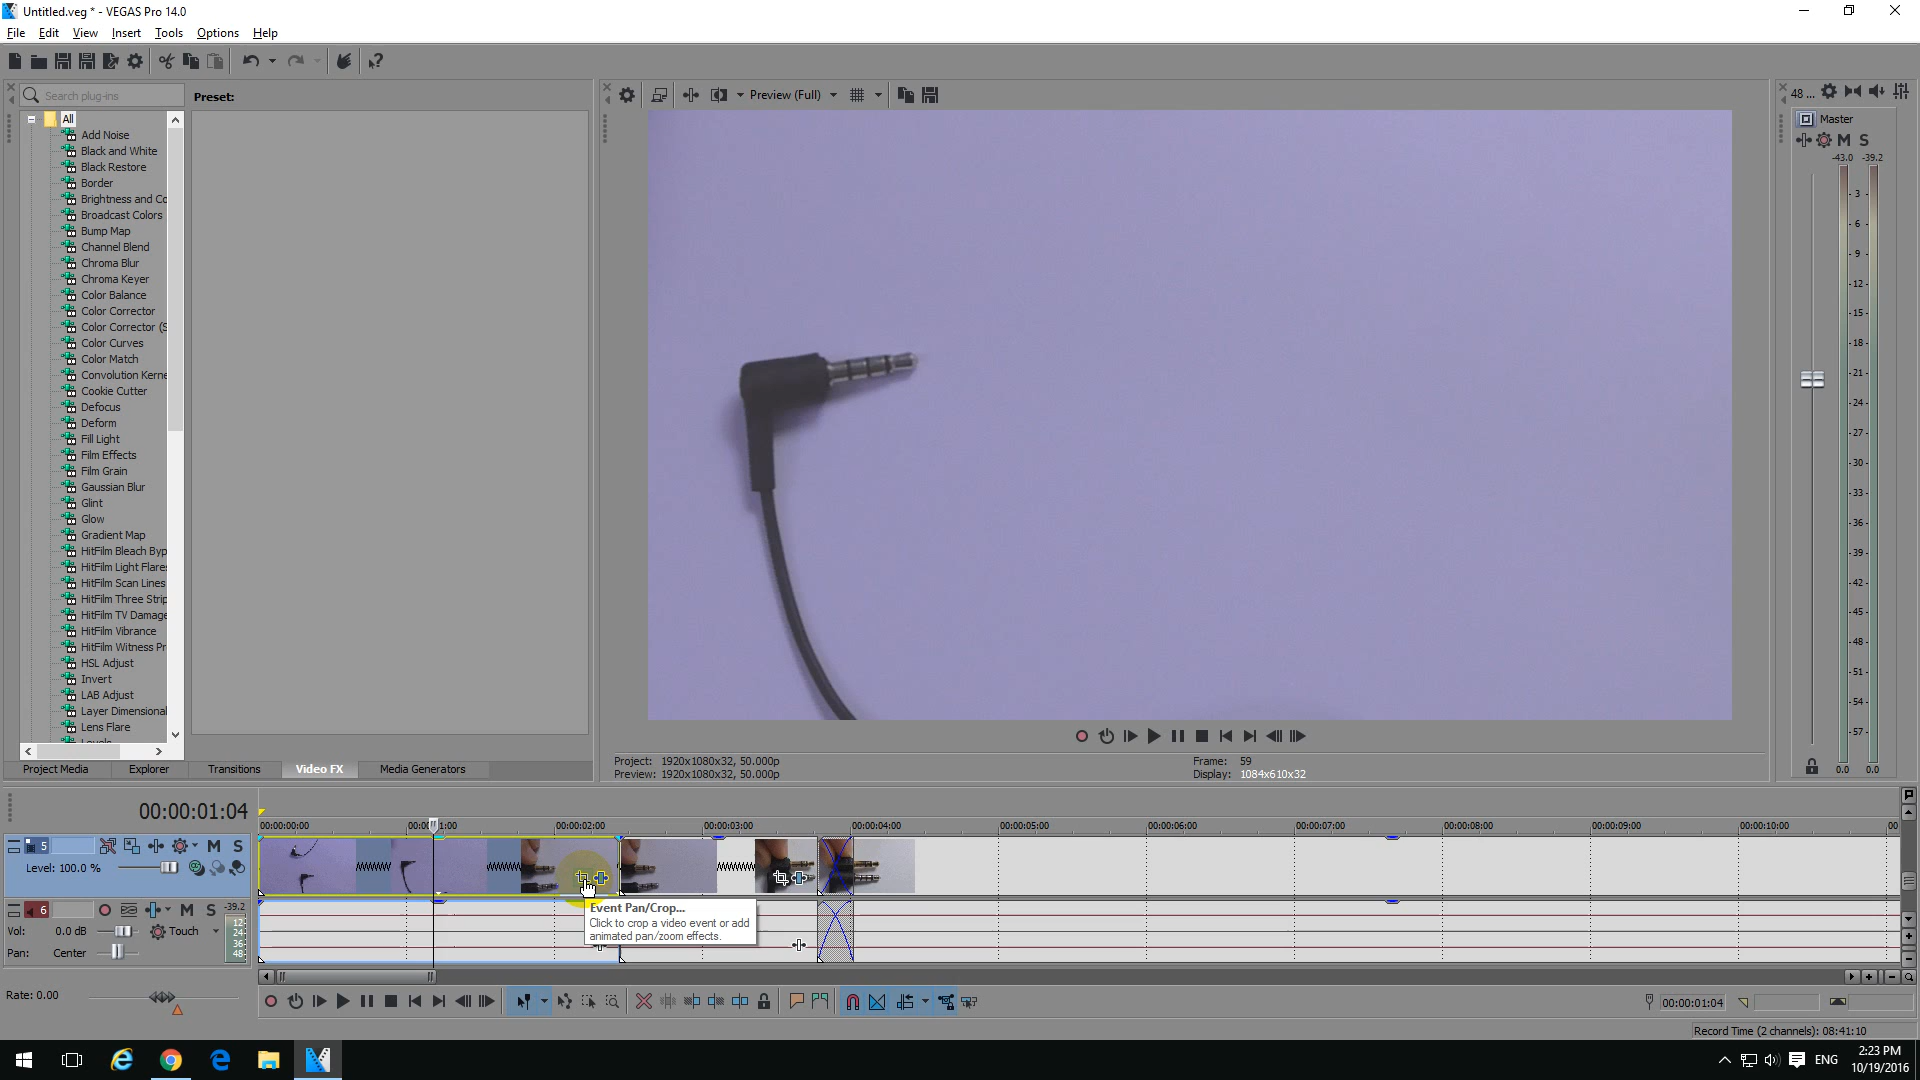 Untitled.veg * - VEGAS Pro 14.0
File Edit View Insert Tools Options Help
Search plug-ins
Preset:
Preview (Full)
48 ...
All
Add Noise
Black and White
Black Restore
Border
Brightness and Co
Broadcast Colors
Bump Map
Channel Blend
Chroma Blur
Chroma Keyer
Color Balance
Color Corrector
Color Corrector (S
Color Curves
Color Match
Convolution Kerne
Cookie Cutter
Defocus
Deform
Fill Light
Film Effects
Film Grain
Gaussian Blur
Glint
Glow
Gradient Map
HitFilm Bleach Byp
HitFilm Light Flares
HitFilm Scan Lines
HitFilm Three Strip
HitFilm TV Damage
HitFilm Vibrance
HitFilm Witness Pr
HSL Adjust
Invert
LAB Adjust
Layer Dimensional
Lens Flare
Levels
Project Media Explorer Transitions Video FX Media Generators
Master
M S
-43.0 -39.2
- 3 -
- 6 -
- 9 -
- 12 -
- 15 -
- 18 -
- 21 -
- 24 -
- 27 -
- 30 -
- 33 -
- 36 -
- 39 -
- 42 -
- 45 -
- 48 -
- 51 -
- 54 -
- 57 -
0.0 0.0
Project: 1920x1080x32, 50.000p
Preview: 1920x1080x32, 50.000p
Frame: 59
Display: 1084x610x32
00:00:01:04
00:00:00:00 00:00:01:00 00:00:02:00 00:00:03:00 00:00:04:00 00:00:05:00 00:00:06:00 00:00:07:00 00:00:08:00 00:00:09:00 00:00:10:00 00
5 M S
Level: 100.0 %
6 M S -39.2
Vol: 0.0 dB Touch
Pan: Center
12
24
36
48
Event Pan/Crop...
Click to crop a video event or add
animated pan/zoom effects.
Rate: 0.00
00:00:01:04
Record Time (2 channels): 08:41:10
ENG
2:23 PM
10/19/2016